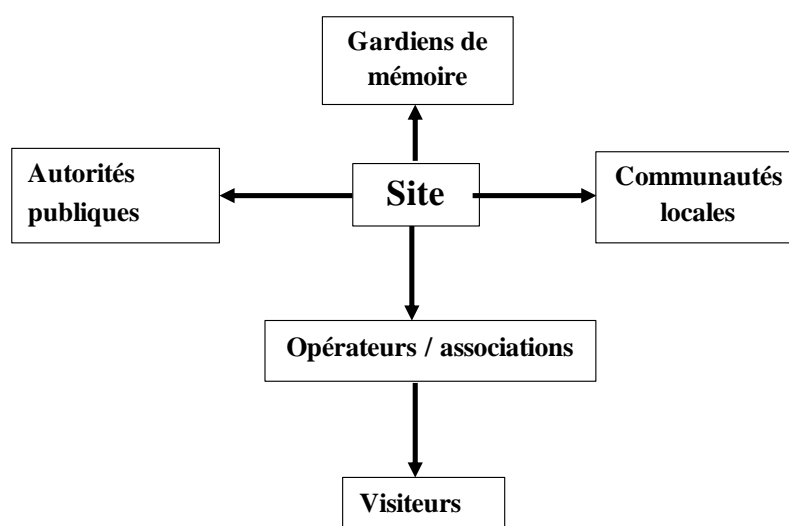 Gardiens de
mémoire
Autorités
publiques
Site
Communautés
locales
Opérateurs / associations
Visiteurs